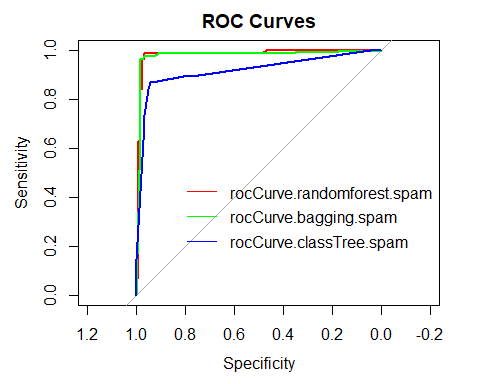 ROC Curves
Sensitivity
1.0
0.8
0.6
0.4
0.2
0.0
rocCurve.randomforest.spam
rocCurve.bagging.spam
rocCurve.classTree.spam
1.2 1.0 0.8 0.6 0.4 0.2 0.0 -0.2
Specificity